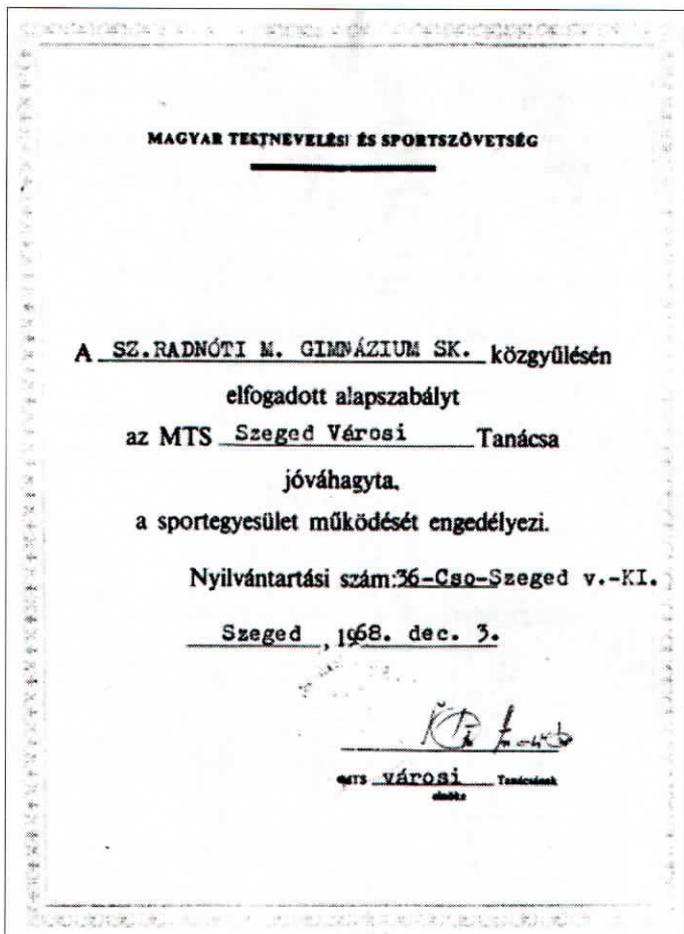 MAGYAR TESTNEVELÉSI ÉS SPORTSZÖVETSÉG
A SZ.RADNÓTI M. GIMNÁZIUM SK. közgyűlésén
elfogadott alapszabályt
az MTS Szeged Városi Tanácsa
jóváhagyta,
a sportegyesület működését engedélyezi.
Nyilvántartási szám:36-Cso-Szeged v.-KI.
Szeged, 1968. dec. 3.
MTS városi Tanácsának
elnöke